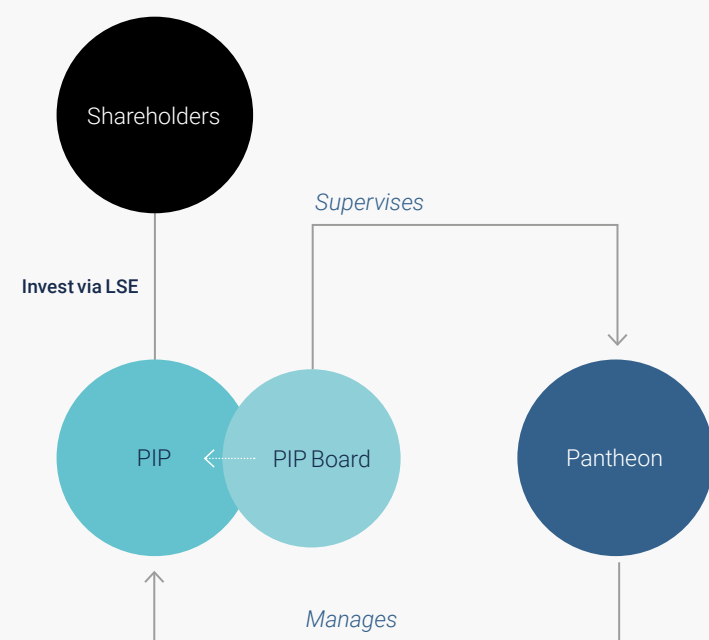 Shareholders
Supervises
Invest via LSE
PIP
PIP Board
Pantheon
Manages